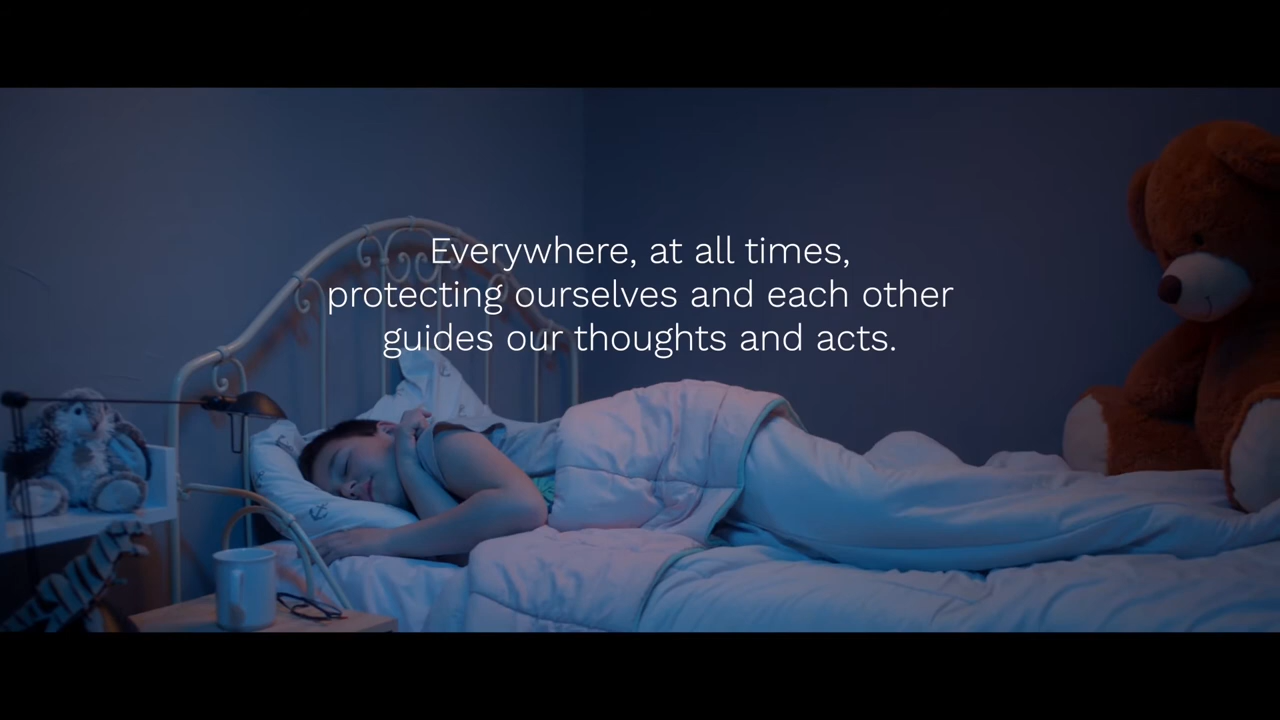 Everywhere, at all times,
protecting ourselves and each other
guides our thoughts and acts.